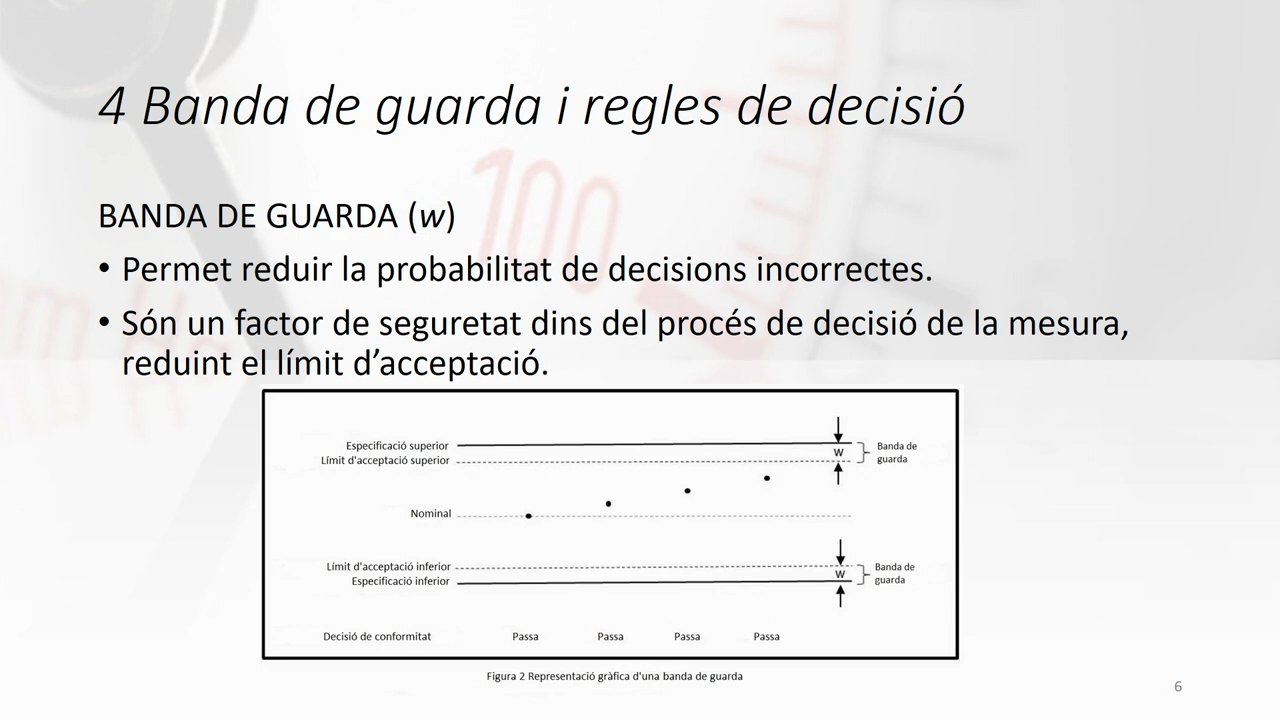 4 Banda de guarda i regles de decisió
BANDA DE GUARDA (w)
• Permet reduir la probabilitat de decisions incorrectes.
• Són un factor de seguretat dins del procés de decisió de la mesura,
reduint el límit d'acceptació.
100
mm Hg
Especificació superior
Límit d'acceptació superior
W
Banda de
guarda
Nominal
Límit d'acceptació inferior
Especificació inferior
W
Banda de
guarda
Decisió de conformitat Passa Passa Passa Passa
Figura 2 Representació gràfica d'una banda de guarda
6